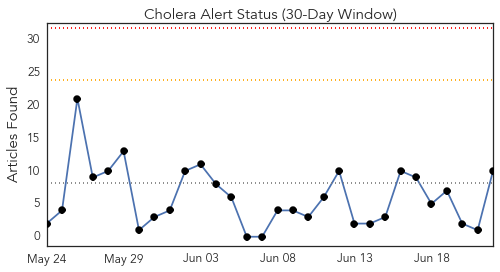 Cholera Alert Status (30-Day Window)
Articles Found
30
25
20
15
10
5
0
May 24 May 29 Jun 03 Jun 08 Jun 13 Jun 18